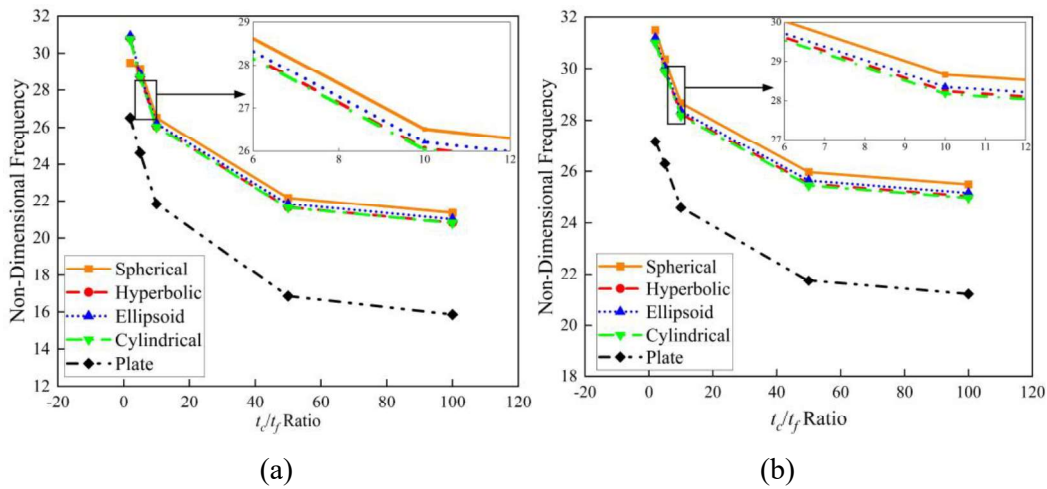 32
30
28
26
24
22
20
18
16
14
12
Non-Dimensional Frequency
29
28
27
26
6
8
10
12
Spherical
Hyperbolic
Ellipsoid
Cylindrical
Plate
-20 0 20 40 60 80 100 120
tc/tf Ratio
(a)
32
30
28
26
24
22
20
18
Non-Dimensional Frequency
30
29
28
27
6 7 8 9 10 11 12
Spherical
Hyperbolic
Ellipsoid
Cylindrical
Plate
-20 0 20 40 60 80 100 120
tc/tf Ratio
(b)